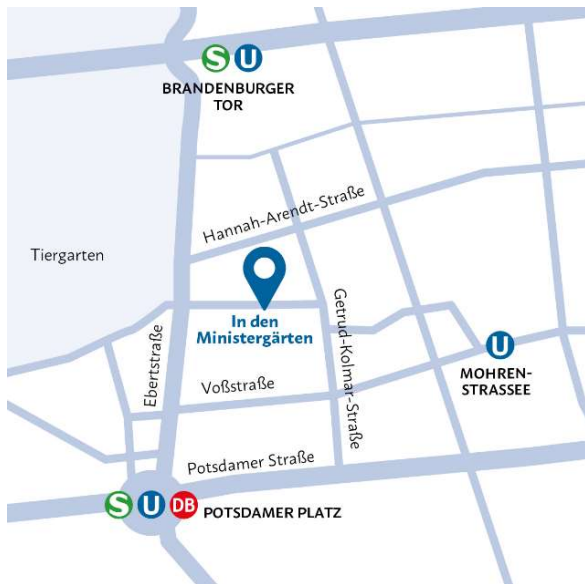 S U
BRANDENBURGER
TOR
Hannah-Arendt-Straße
Tiergarten
In den
Ministergärten
Getrud-Kolmar-Straße
Ebertstraße
U
MOHREN-
STRASSEE
Voßstraße
Potsdamer Straße
S U DB POTSDAMER PLATZ